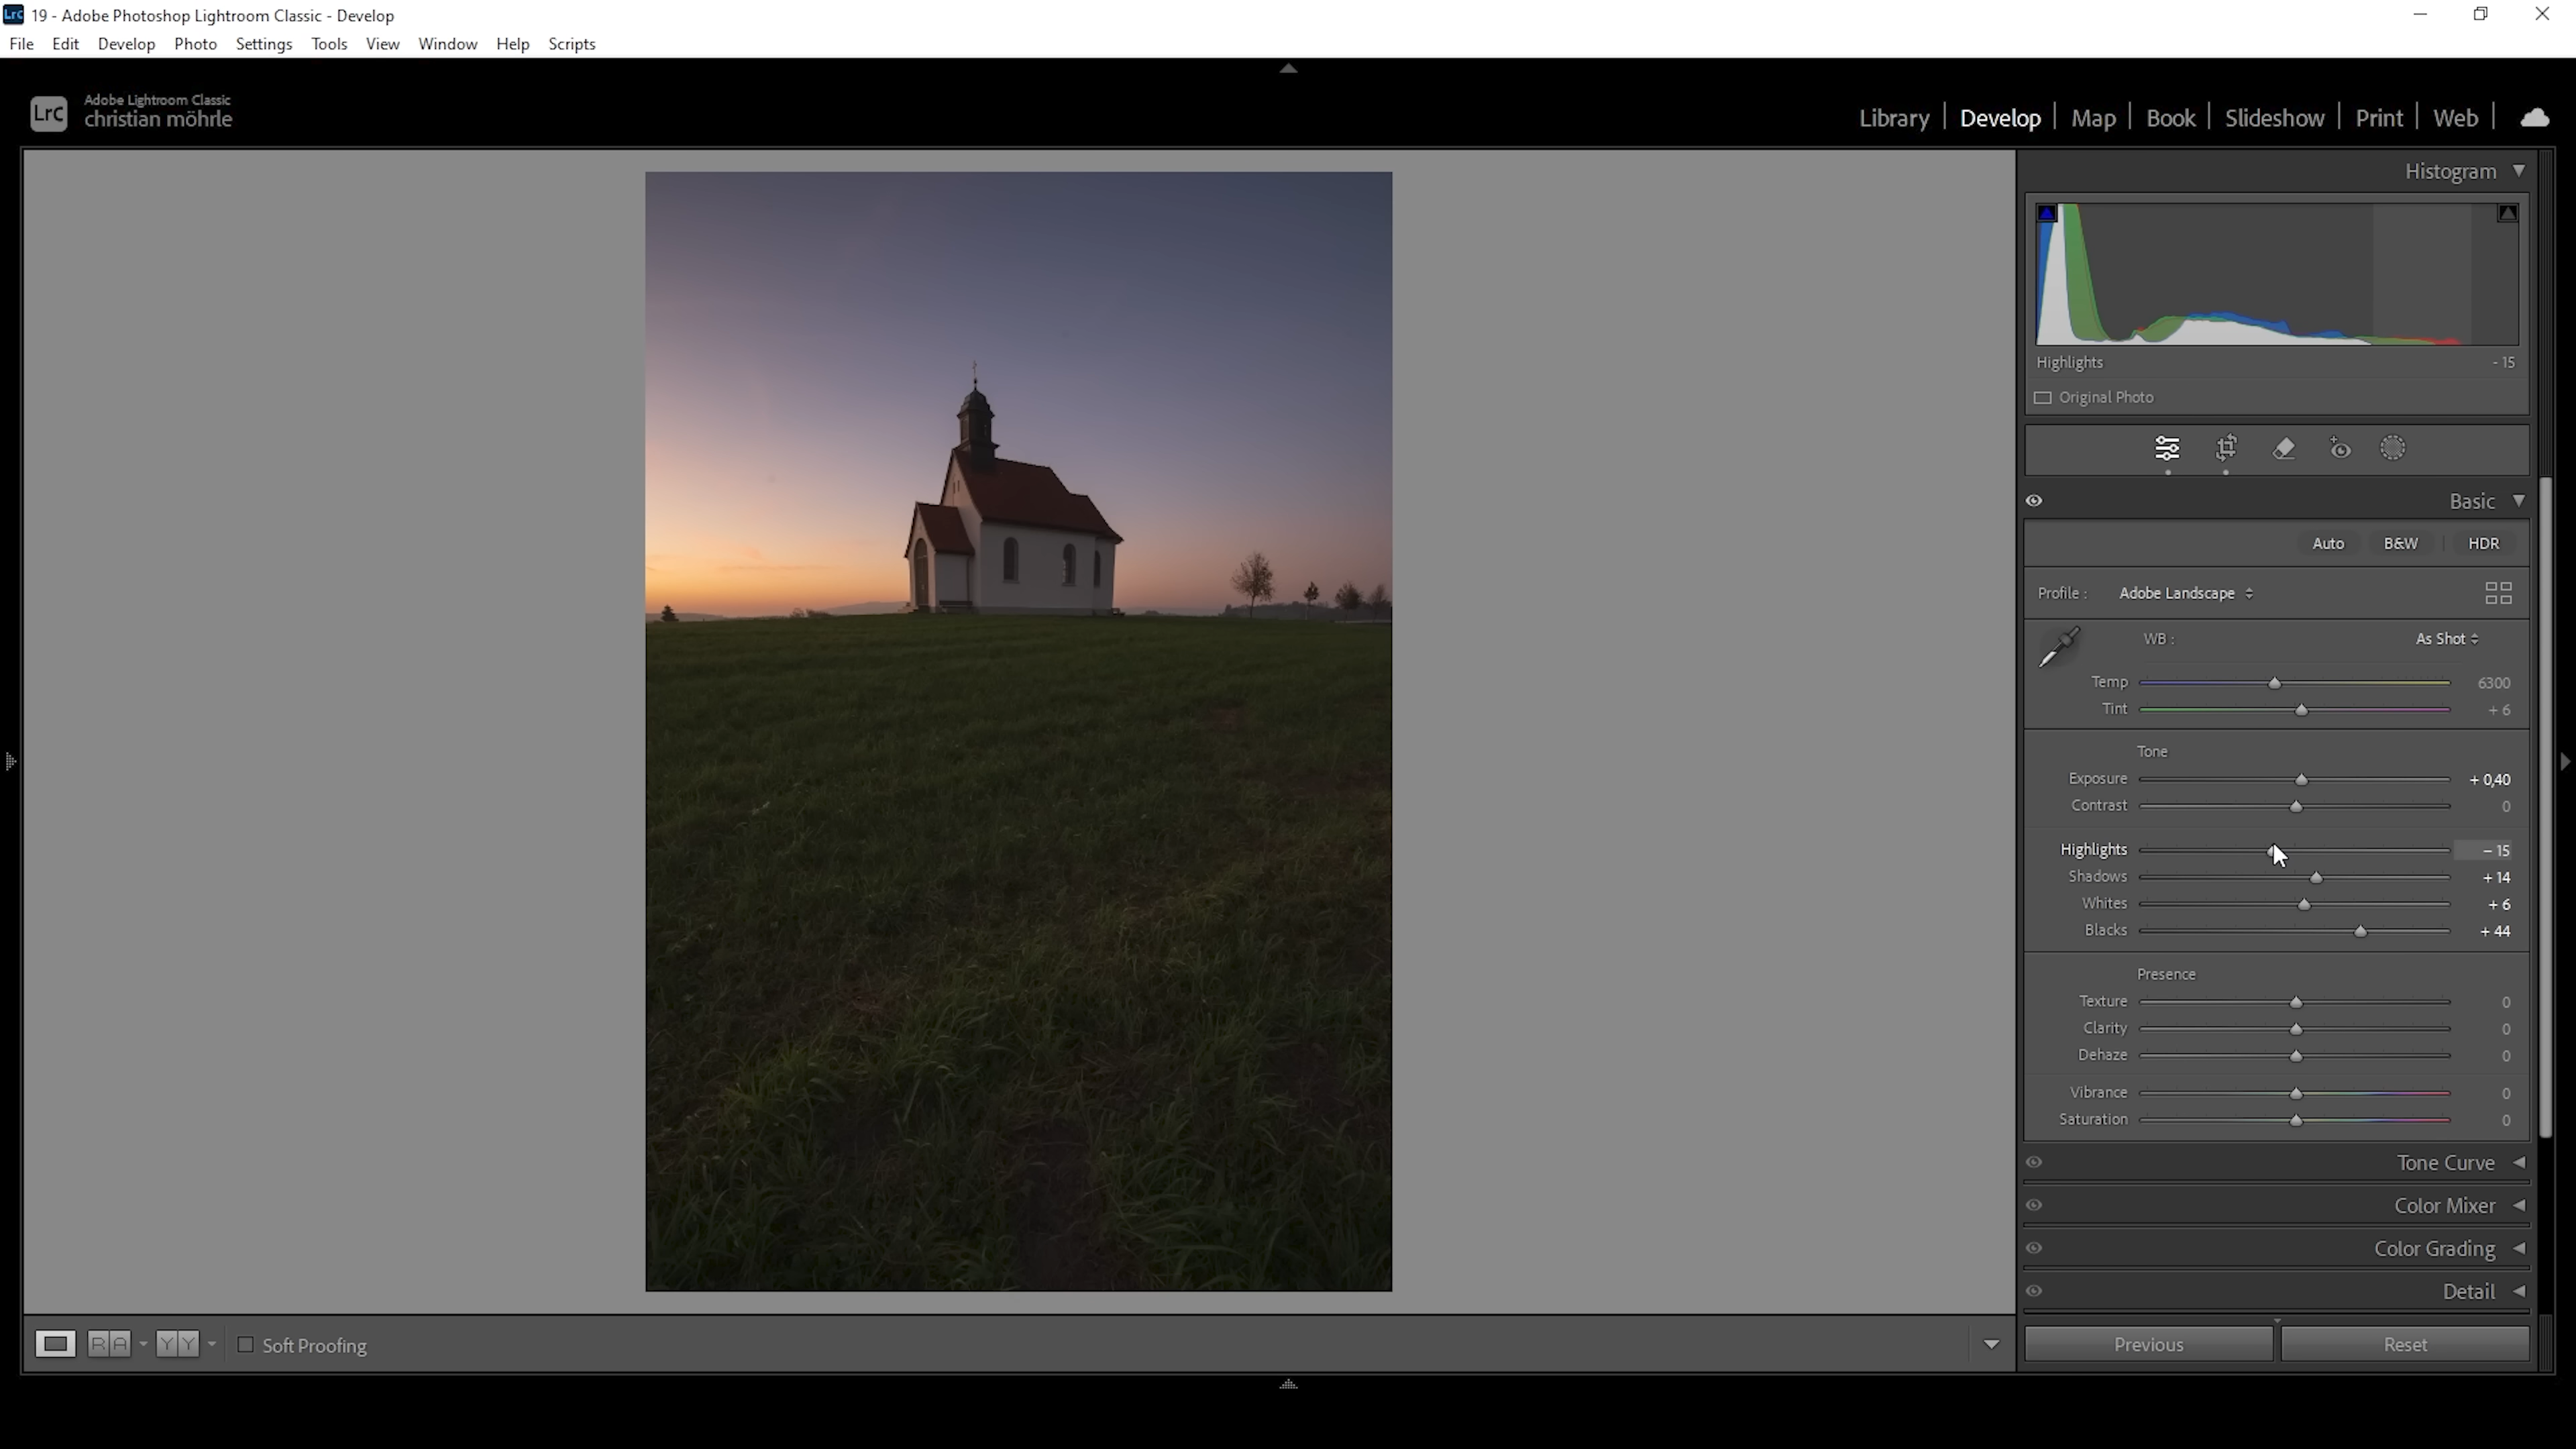 Lrc 19 - Adobe Photoshop Lightroom Classic - Develop
File Edit Develop Photo Settings Tools View Window Help Scripts
Lrc Adobe Lightroom Classic
christian möhrle
Library | Develop | Map | Book | Slideshow | Print | Web |
Histogram
Highlights - 15
Original Photo
Basic
Auto B&W HDR
Profile : Adobe Landscape
WB : As Shot
Temp 6300
Tint + 6
Tone
Exposure + 0,40
Contrast 0
Highlights - 15
Shadows + 14
Whites + 6
Blacks + 44
Presence
Texture 0
Clarity 0
Dehaze 0
Vibrance 0
Saturation 0
Tone Curve
Color Mixer
Color Grading
Detail
R A Y Y Soft Proofing
Previous Reset